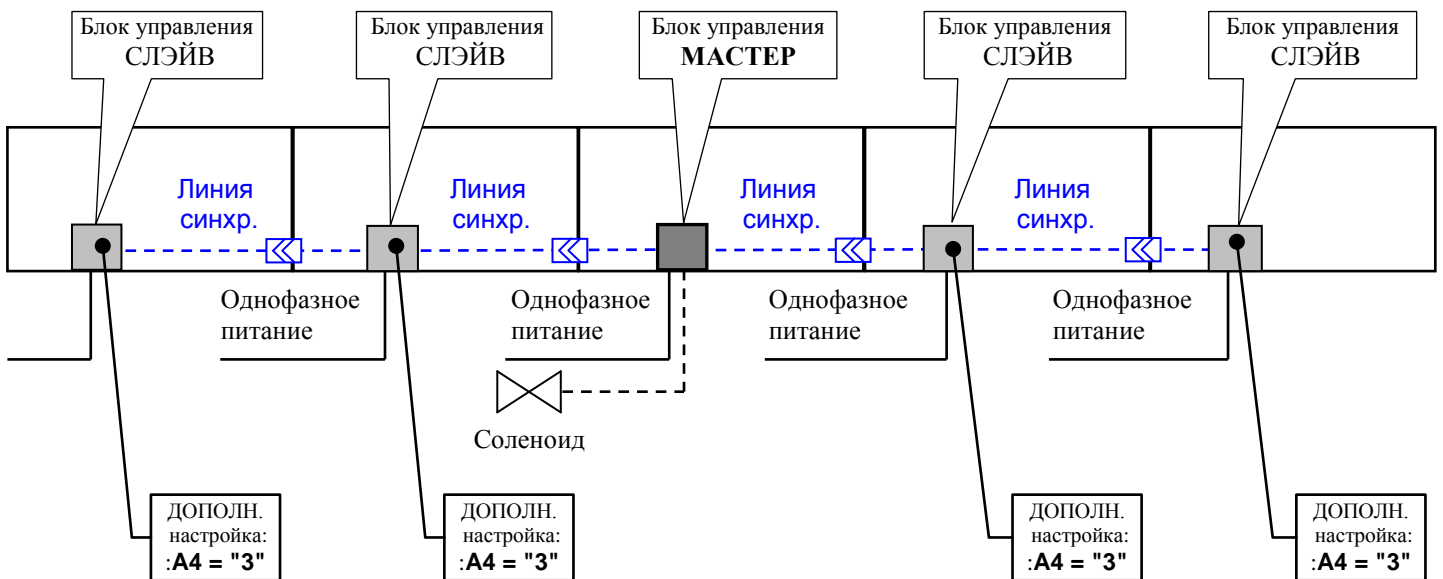 Блок управления
СЛЭЙВ
Блок управления
СЛЭЙВ
Блок управления
МАСТЕР
Блок управления
СЛЭЙВ
Блок управления
СЛЭЙВ
Линия
синхр.
Линия
синхр.
Линия
синхр.
Линия
синхр.
Однофазное
питание
Однофазное
питание
Однофазное
питание
Однофазное
питание
Соленоид
ДОПОЛН.
настройка:
:A4 = "3"
ДОПОЛН.
настройка:
:A4 = "3"
ДОПОЛН.
настройка:
:A4 = "3"
ДОПОЛН.
настройка:
:A4 = "3"